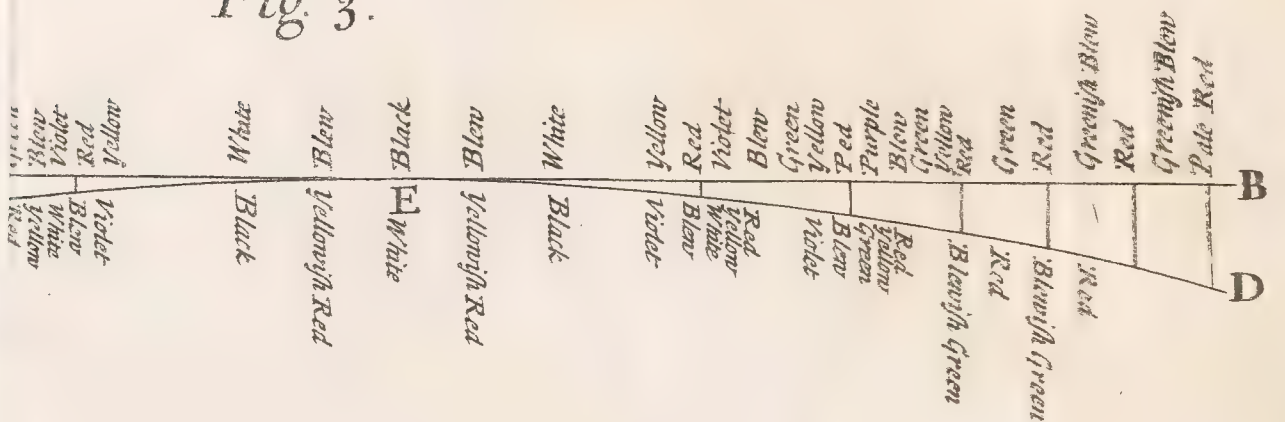 Fig. 3.
Blew
Violet
Red
Yellow
White
Blew
Black
Blew
White
Yellow
Red
Violet
Blew
Green
Yellow
Red
Purple
Blew
Green
Yellow
Red
Green
Red
Greenish Blew
Red
Greenish Blew
Pale Red
B
E
D
Red
Yellow
White
Blew
Violet
Black
Yellowish Red
White
Yellowish Red
Black
Violet
Blew
White
Yellow
Red
Violet
Blew
Green
Yellow
Red
Blewish Green
Red
Blewish Green
Red